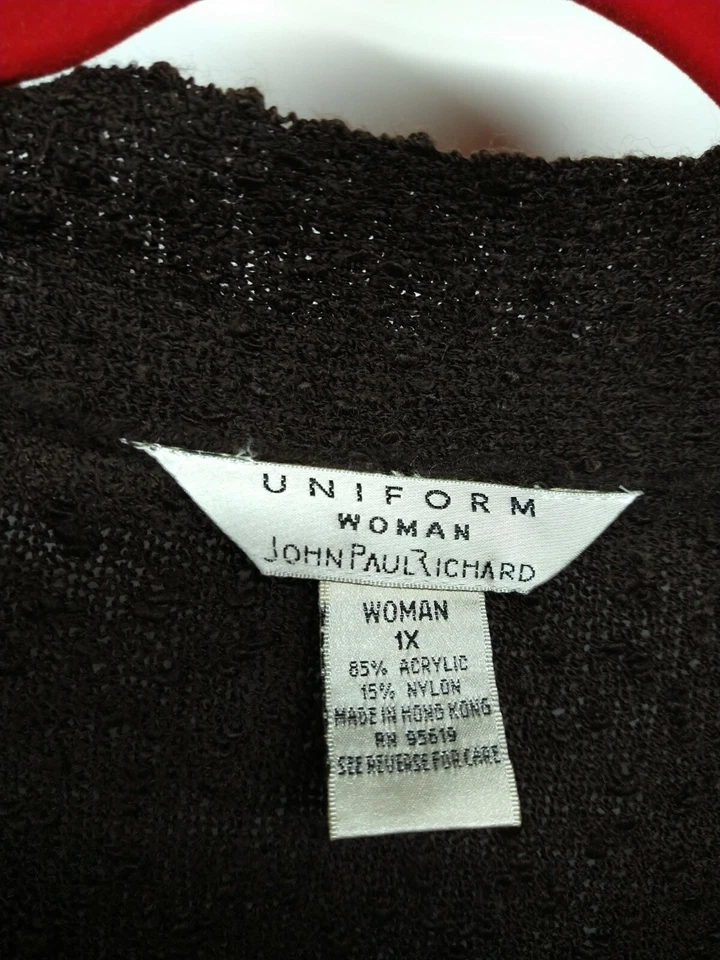 UNIFORM
WOMAN
JOHN PAUL RICHARD
WOMAN
1X
85% ACRYLIC
15% NYLON
MADE IN HONG KONG
RN 95619
SEE REVERSE FOR CARE